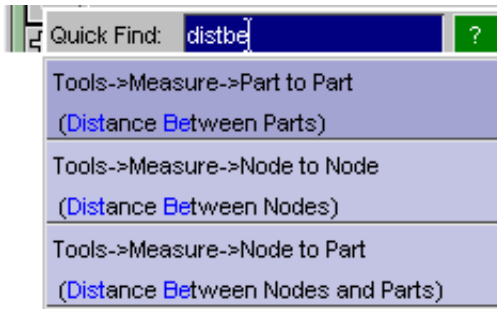 Quick Find: distbe ?
Tools->Measure->Part to Part
(Distance Between Parts)
Tools->Measure->Node to Node
(Distance Between Nodes)
Tools->Measure->Node to Part
(Distance Between Nodes and Parts)